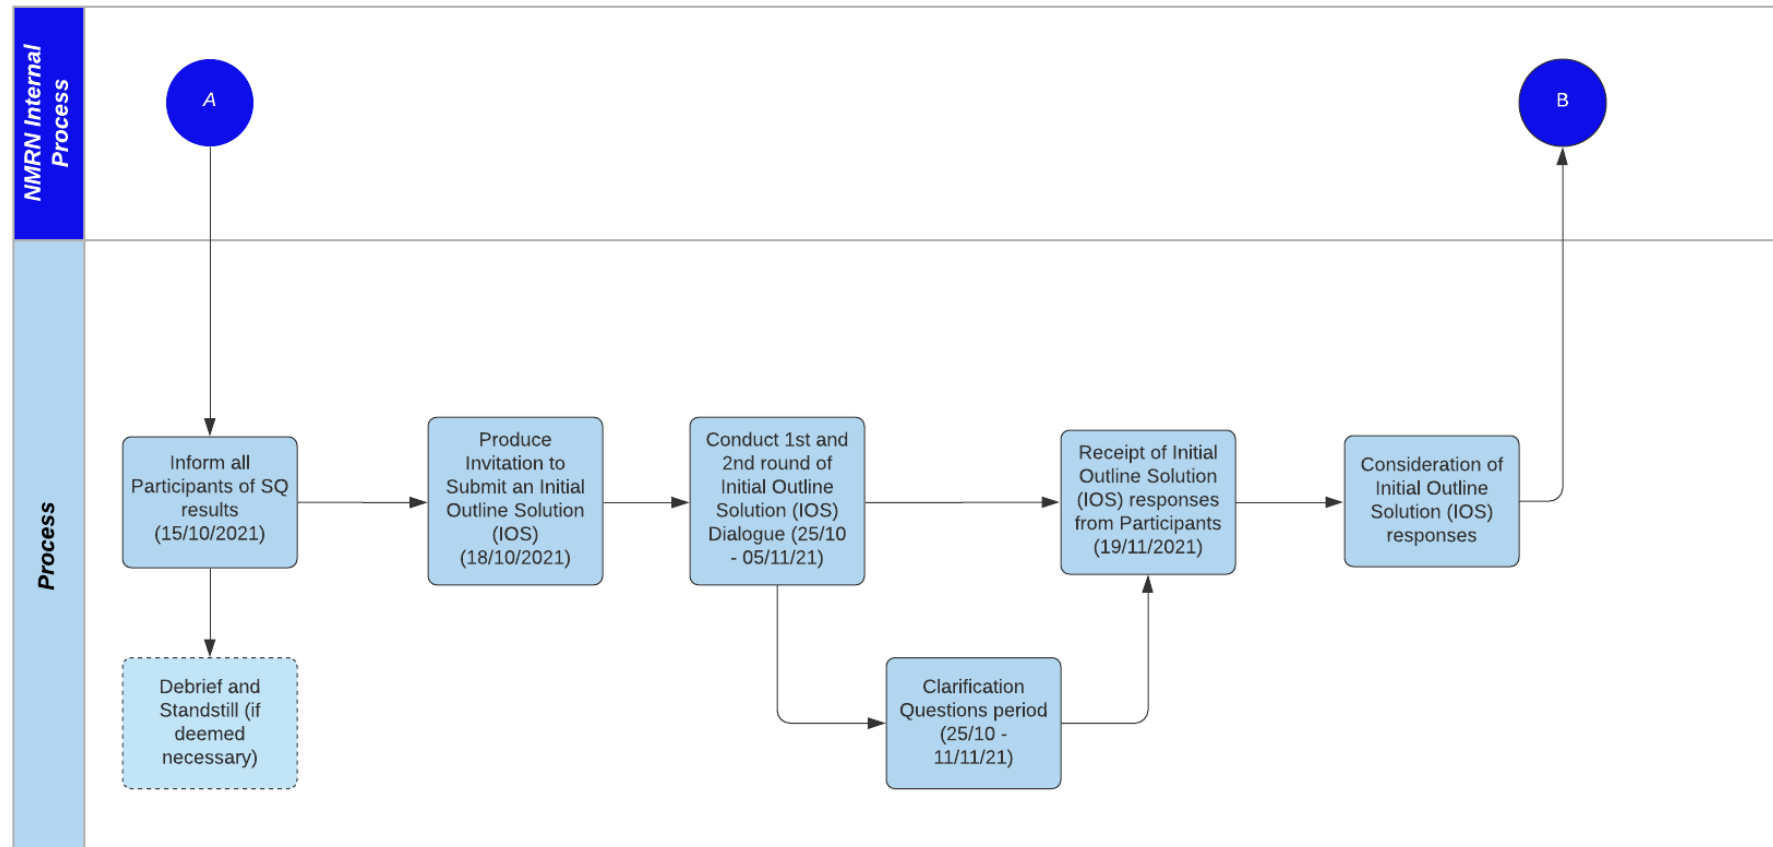 NMRN Internal
Process
A
B
Process
Inform all
Participants of SQ
results
(15/10/2021)
Produce
Invitation to
Submit an Initial
Outline Solution
(IOS)
(18/10/2021)
Conduct 1st and
2nd round of
Initial Outline
Solution (IOS)
Dialogue (25/10
- 05/11/21)
Receipt of Initial
Outline Solution
(IOS) responses
from Participants
(19/11/2021)
Consideration of
Initial Outline
Solution (IOS)
responses
Debrief and
Standstill (if
deemed
necessary)
Clarification
Questions period
(25/10 -
11/11/21)